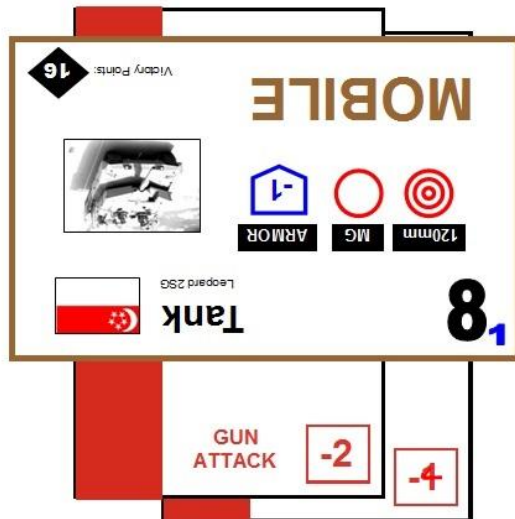 1 8
Tank
Leopard 2SG
120mm MG ARMOR
-1
MOBILE
Victory Points: 16
GUN
ATTACK
-2
-4